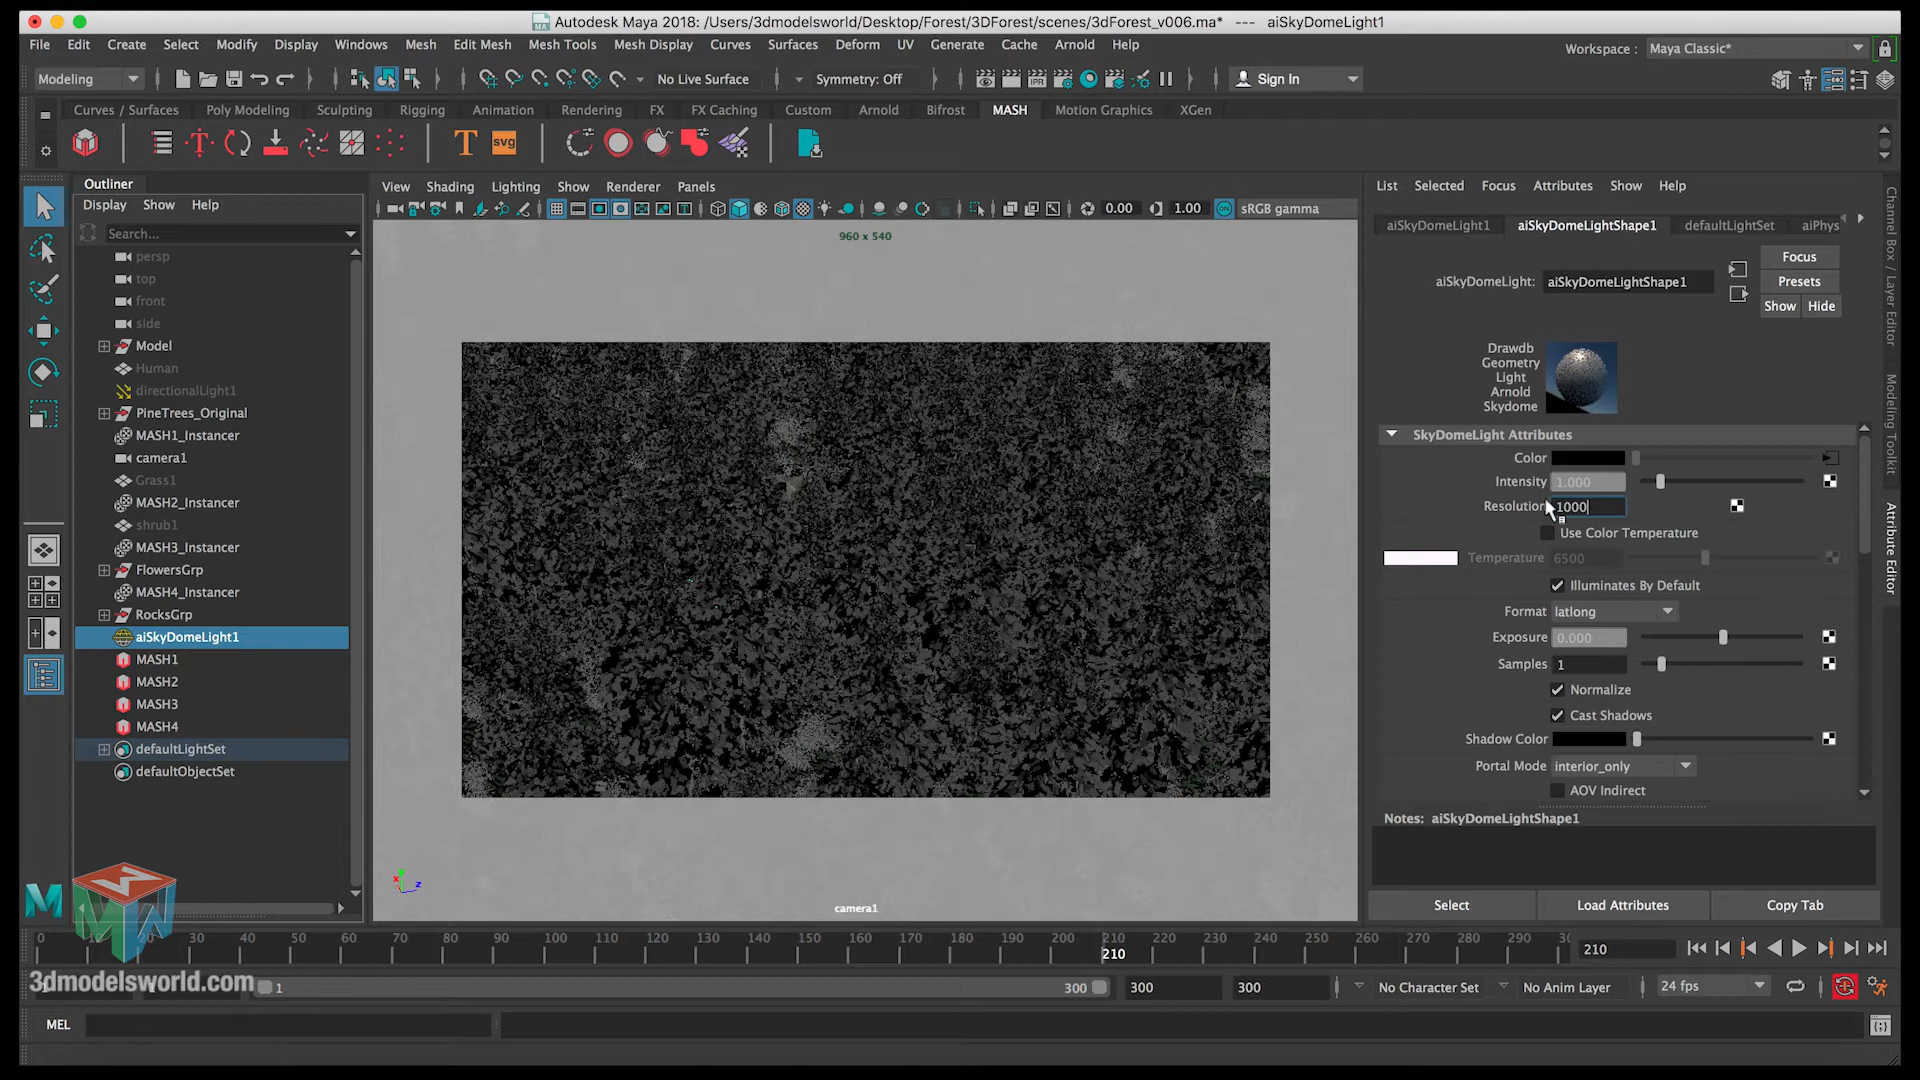 Autodesk Maya 2018: /Users/3dmodelsworld/Desktop/Forest/3DForest/scenes/3dForest_v006.ma* --- aiSkyDomeLight1
File Edit Create Select Modify Display Windows Mesh Edit Mesh Mesh Tools Mesh Display Curves Surfaces Deform UV Generate Cache Arnold Help
Workspace : Maya Classic*
Modeling No Live Surface Symmetry: Off IPR Sign In
Curves / Surfaces Poly Modeling Sculpting Rigging Animation Rendering FX FX Caching Custom Arnold Bifrost MASH Motion Graphics XGen
T svg
Outliner
Display Show Help
Search...
persp
top
front
side
Model
Human
directionalLight1
PineTrees_Original
MASH1_Instancer
camera1
Grass1
MASH2_Instancer
shrub1
MASH3_Instancer
FlowersGrp
MASH4_Instancer
RocksGrp
aiSkyDomeLight1
MASH1
MASH2
MASH3
MASH4
defaultLightSet
defaultObjectSet
View Shading Lighting Show Renderer Panels
0.00 1.00 ON sRGB gamma
960 x 540
x z
camera1
List Selected Focus Attributes Show Help
aiSkyDomeLight1 aiSkyDomeLightShape1 defaultLightSet aiPhys
aiSkyDomeLight: aiSkyDomeLightShape1
Focus
Presets
Show Hide
Drawdb
Geometry
Light
Arnold
Skydome
SkyDomeLight Attributes
Color
Intensity 1.000
Resolution 1000
Use Color Temperature
Temperature 6500
Illuminates By Default
Format latlong
Exposure 0.000
Samples 1
Normalize
Cast Shadows
Shadow Color
Portal Mode interior_only
AOV Indirect
Notes: aiSkyDomeLightShape1
Select Load Attributes Copy Tab
Channel Box / Layer Editor
Modeling Toolkit
Attribute Editor
0 10 20 30 40 50 60 70 80 90 100 110 120 130 140 150 160 170 180 190 200 210 220 230 240 250 260 270 280 290 30
210
210
3dmodelsworld.com
1 300 300 300 No Character Set No Anim Layer 24 fps
MEL